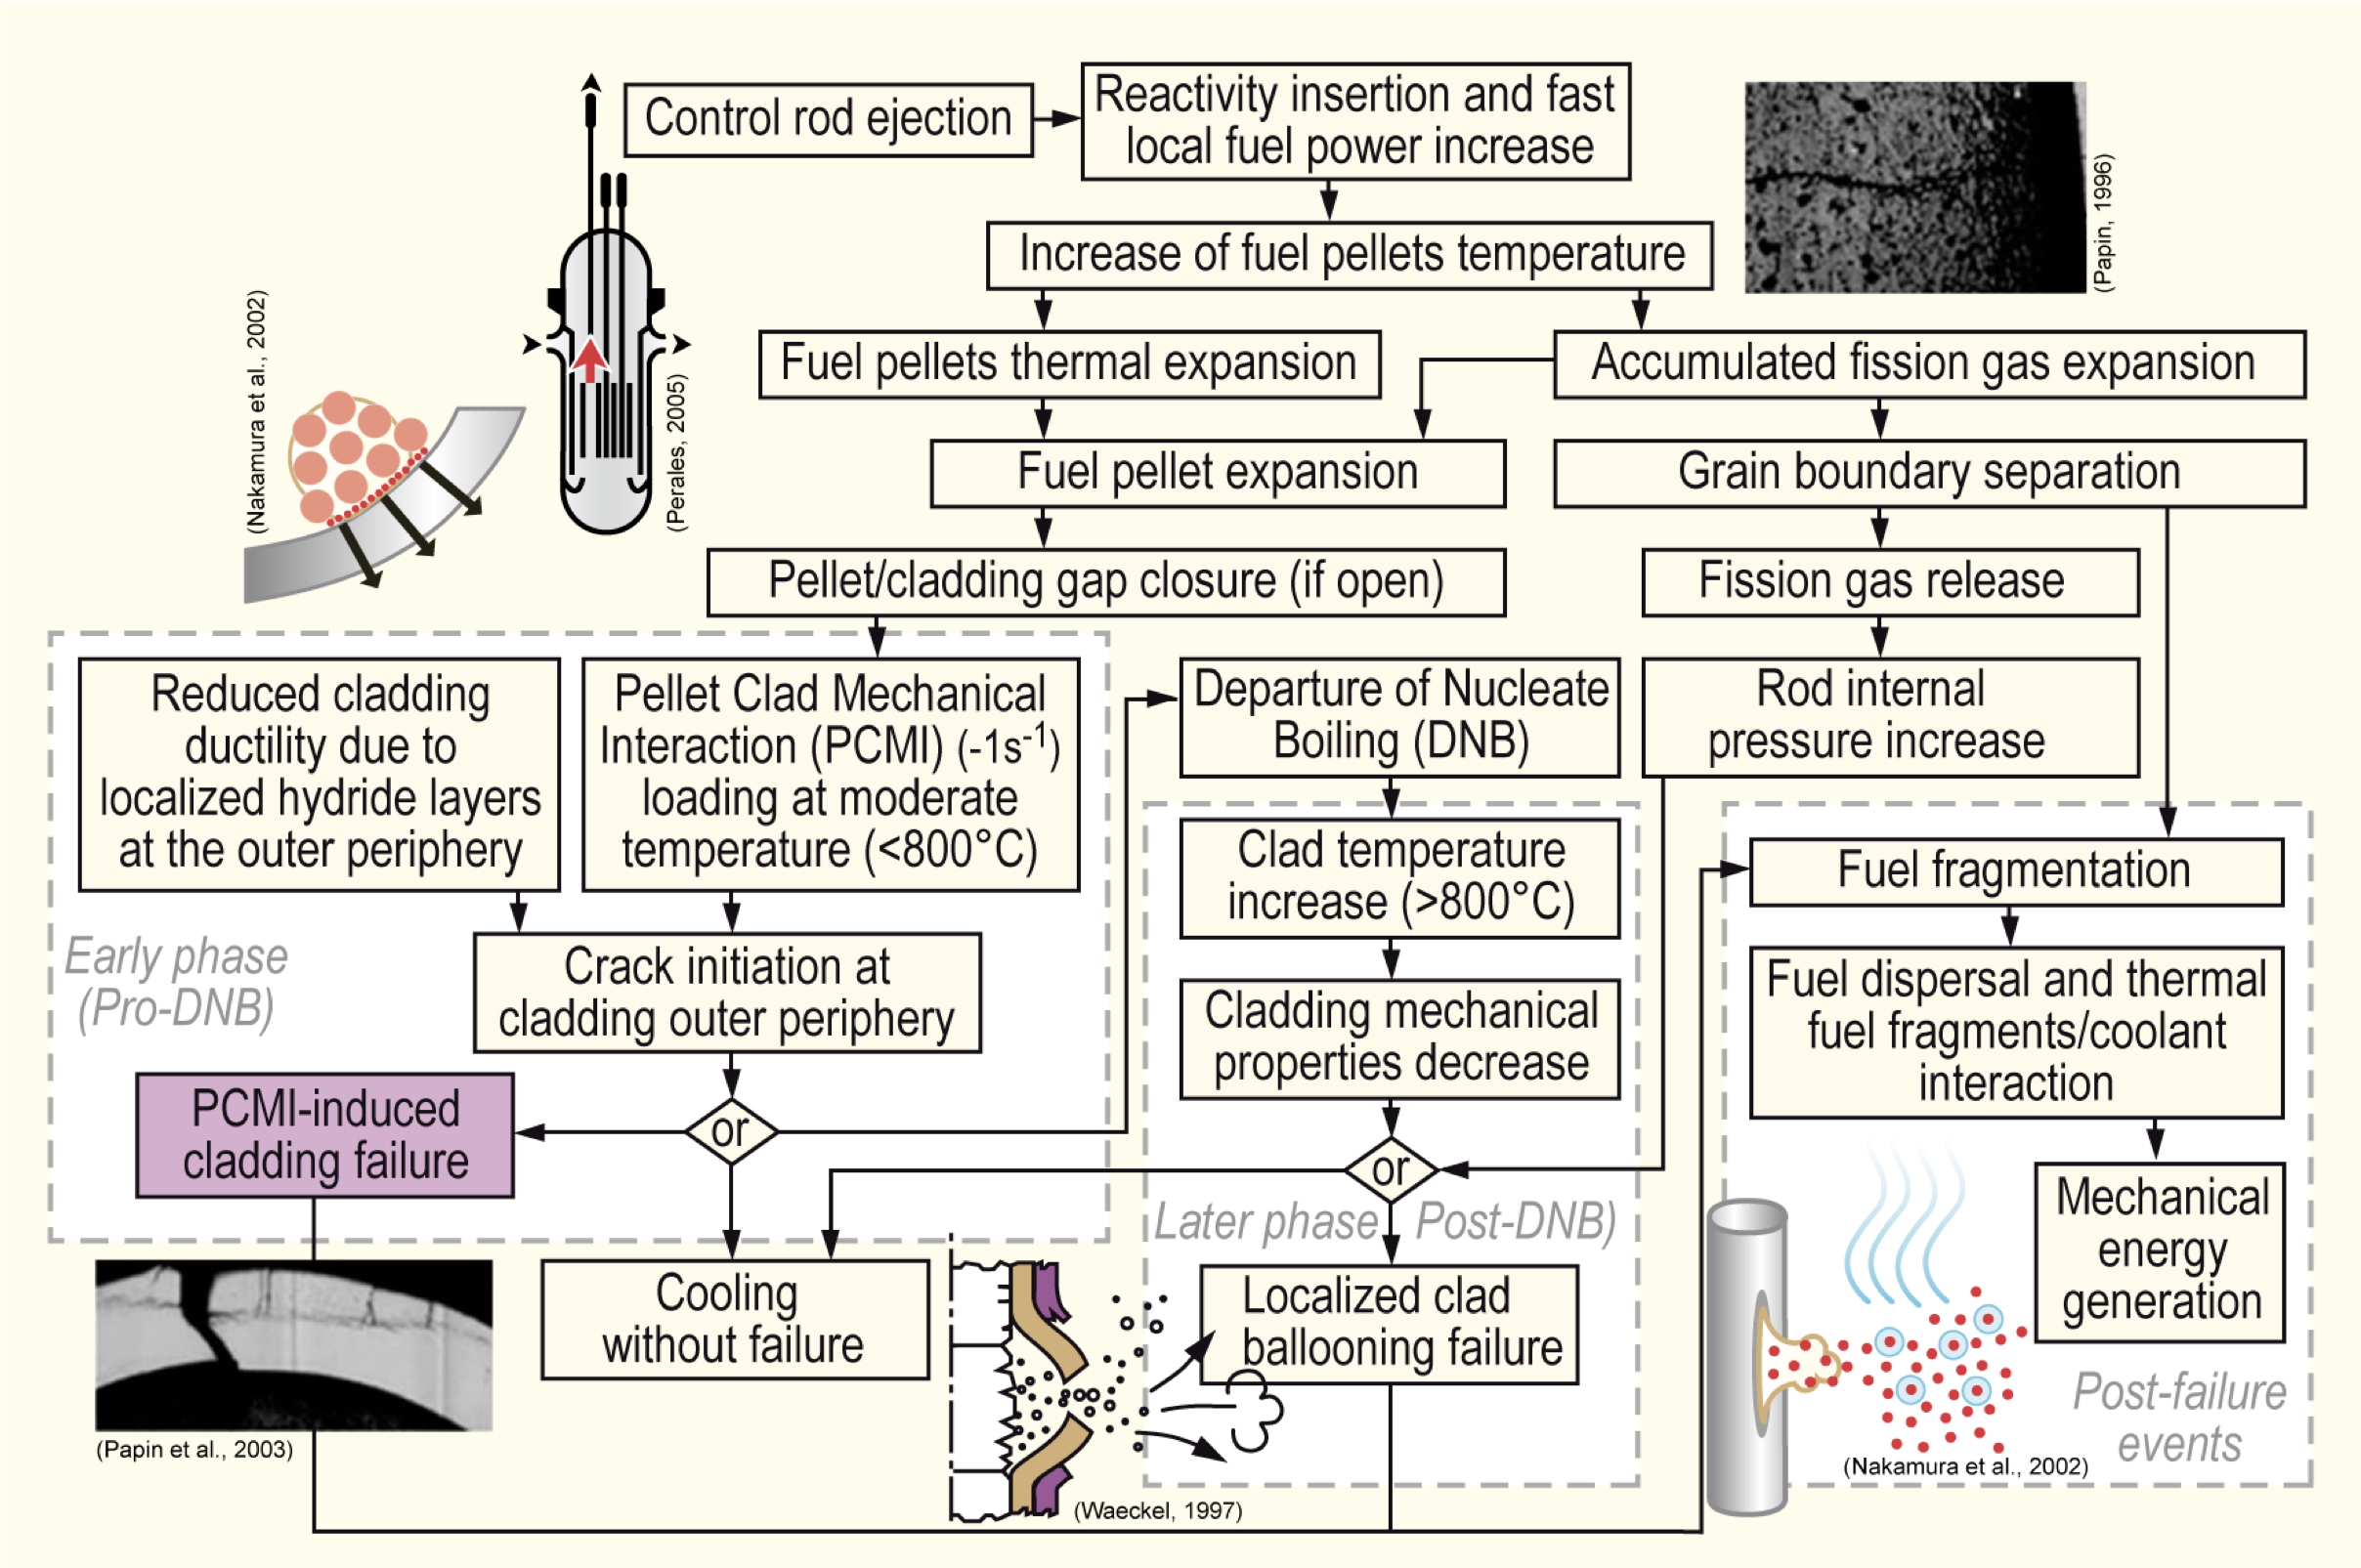 Control rod ejection
Reactivity insertion and fast
local fuel power increase
(Papin, 1996)
Increase of fuel pellets temperature
(Nakamura et al., 2002)
(Perales, 2005)
Fuel pellets thermal expansion
Accumulated fission gas expansion
Fuel pellet expansion
Grain boundary separation
Pellet/cladding gap closure (if open)
Fission gas release
Reduced cladding
ductility due to
localized hydride layers
at the outer periphery
Pellet Clad Mechanical
Interaction (PCMI) (-1s⁻¹)
loading at moderate
temperature (<800°C)
Departure of Nucleate
Boiling (DNB)
Rod internal
pressure increase
Clad temperature
increase (>800°C)
Fuel fragmentation
Early phase
(Pro-DNB)
Crack initiation at
cladding outer periphery
Cladding mechanical
properties decrease
Fuel dispersal and thermal
fuel fragments/coolant
interaction
PCMI-induced
cladding failure
or
or
Later phase Post-DNB)
Mechanical
energy
generation
Cooling
without failure
Localized clad
ballooning failure
Post-failure
events
(Papin et al., 2003)
(Waeckel, 1997)
(Nakamura et al., 2002)